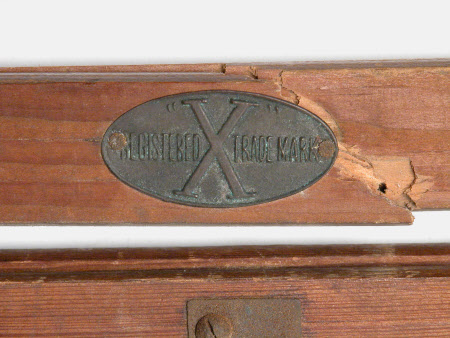 "X"
REGISTERED TRADE MARK